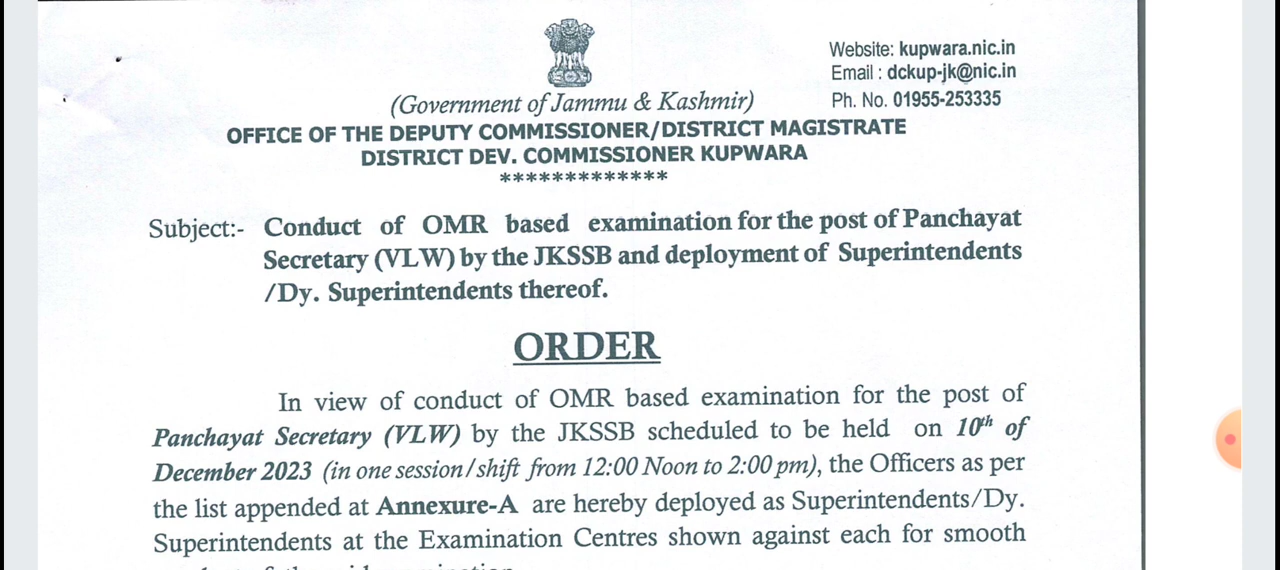 Website: kupwara.nic.in
Email : dckup-jk@nic.in
Ph. No. 01955-253335
(Government of Jammu & Kashmir)
OFFICE OF THE DEPUTY COMMISSIONER/DISTRICT MAGISTRATE
DISTRICT DEV. COMMISSIONER KUPWARA
*************
Subject:- Conduct of OMR based examination for the post of Panchayat
Secretary (VLW) by the JKSSB and deployment of Superintendents
/Dy. Superintendents thereof.
ORDER
In view of conduct of OMR based examination for the post of
Panchayat Secretary (VLW) by the JKSSB scheduled to be held on 10th of
December 2023 (in one session/shift from 12:00 Noon to 2:00 pm), the Officers as per
the list appended at Annexure-A are hereby deployed as Superintendents/Dy.
Superintendents at the Examination Centres shown against each for smooth